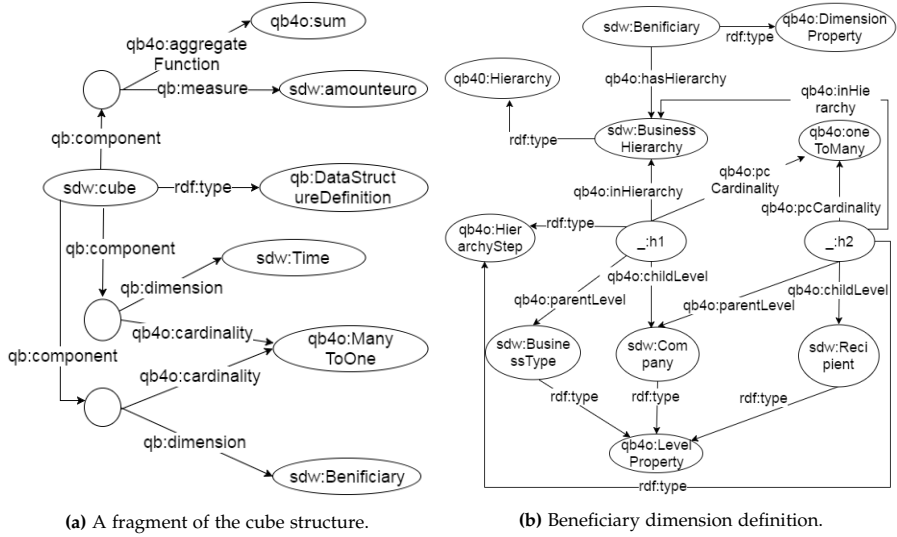 qb4o:sum
qb4o:aggregate
Function
qb:measure
sdw:amounteuro
qb:component
sdw:cube
rdf:type
qb:DataStruct
ureDefinition
qb:component
sdw:Time
qb:dimension
qb4o:cardinality
qb:component
qb4o:Many
ToOne
qb4o:cardinality
qb:dimension
sdw:Benificiary
(a) A fragment of the cube structure.
sdw:Benificiary
rdf:type
qb4o:Dimension
Property
qb4o:hasHierarchy
qb40:Hierarchy
qb4o:inHie
rarchy
rdf:type
sdw:Business
Hierarchy
qb4o:one
ToMany
qb4o:pc
Cardinality
qb4o:inHierarchy
qb4o:pcCardinality
qb4o:Hier
archyStep
rdf:type
_:h1
_:h2
qb4o:childLevel
qb4o:childLevel
qb4o:parentLevel
qb4o:parentLevel
sdw:Busine
ssType
sdw:Com
pany
sdw:Reci
pient
rdf:type
rdf:type
rdf:type
qb4o:Level
Property
rdf:type
(b) Beneficiary dimension definition.